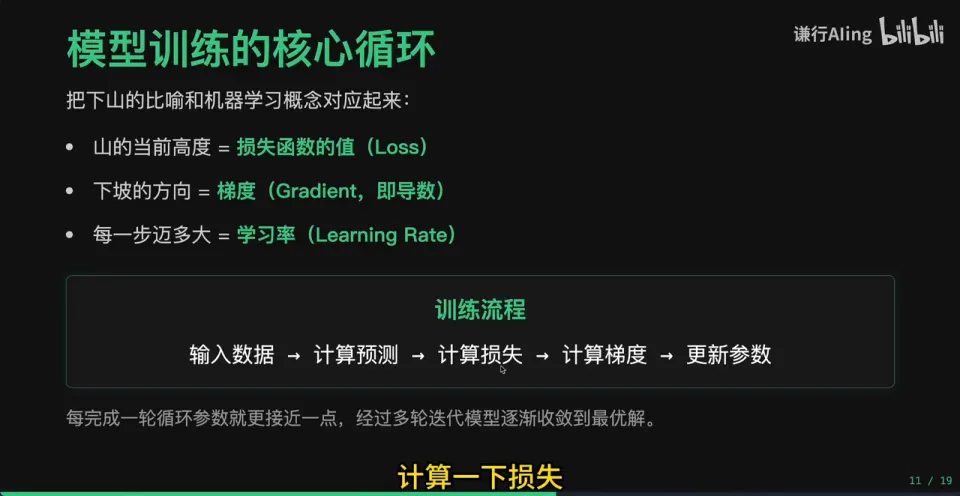 模型训练的核心循环
谦行AIing bilibili
把下山的比喻和机器学习概念对应起来：
• 山的当前高度 = 损失函数的值（Loss）
• 下坡的方向 = 梯度（Gradient，即导数）
• 每一步迈多大 = 学习率（Learning Rate）
训练流程
输入数据 → 计算预测 → 计算损失 → 计算梯度 → 更新参数
每完成一轮循环参数就更接近一点，经过多轮迭代模型逐渐收敛到最优解。
计算一下损失
11 / 19